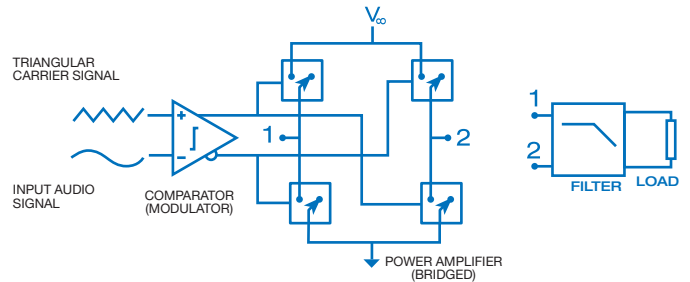 V∞
TRIANGULAR
CARRIER SIGNAL
+
−
1
2
INPUT AUDIO
SIGNAL
COMPARATOR
(MODULATOR)
POWER AMPLIFIER
(BRIDGED)
1
2
FILTER
LOAD